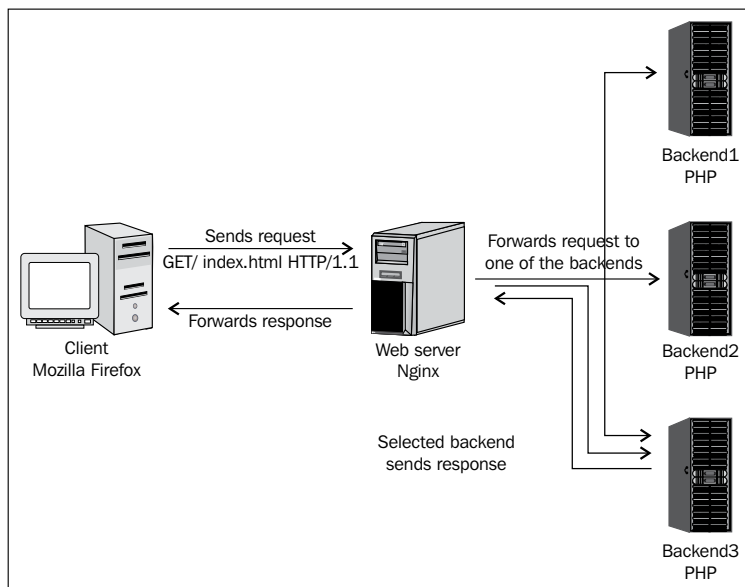 Backend1
PHP
Sends request
GET/ index.html HTTP/1.1
Forwards response
Client
Mozilla Firefox
Web server
Nginx
Forwards request to
one of the backends
Backend2
PHP
Selected backend
sends response
Backend3
PHP